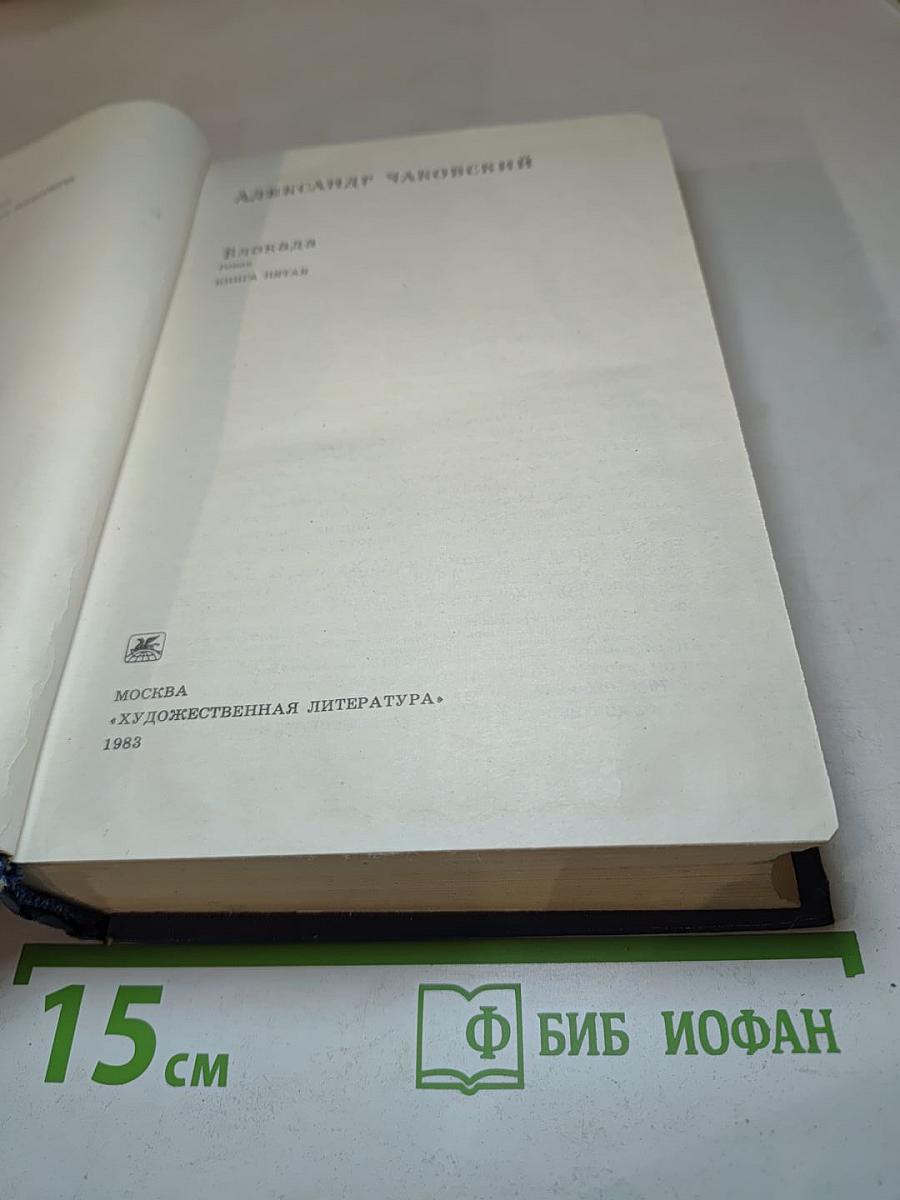 АЛЕКСАНДР ЧАКОВСКИЙ
Блокада
РОМАН
КНИГА ПЯТАЯ
МОСКВА
«ХУДОЖЕСТВЕННАЯ ЛИТЕРАТУРА»
1983
15 см
Ф БИБ ИОФАН